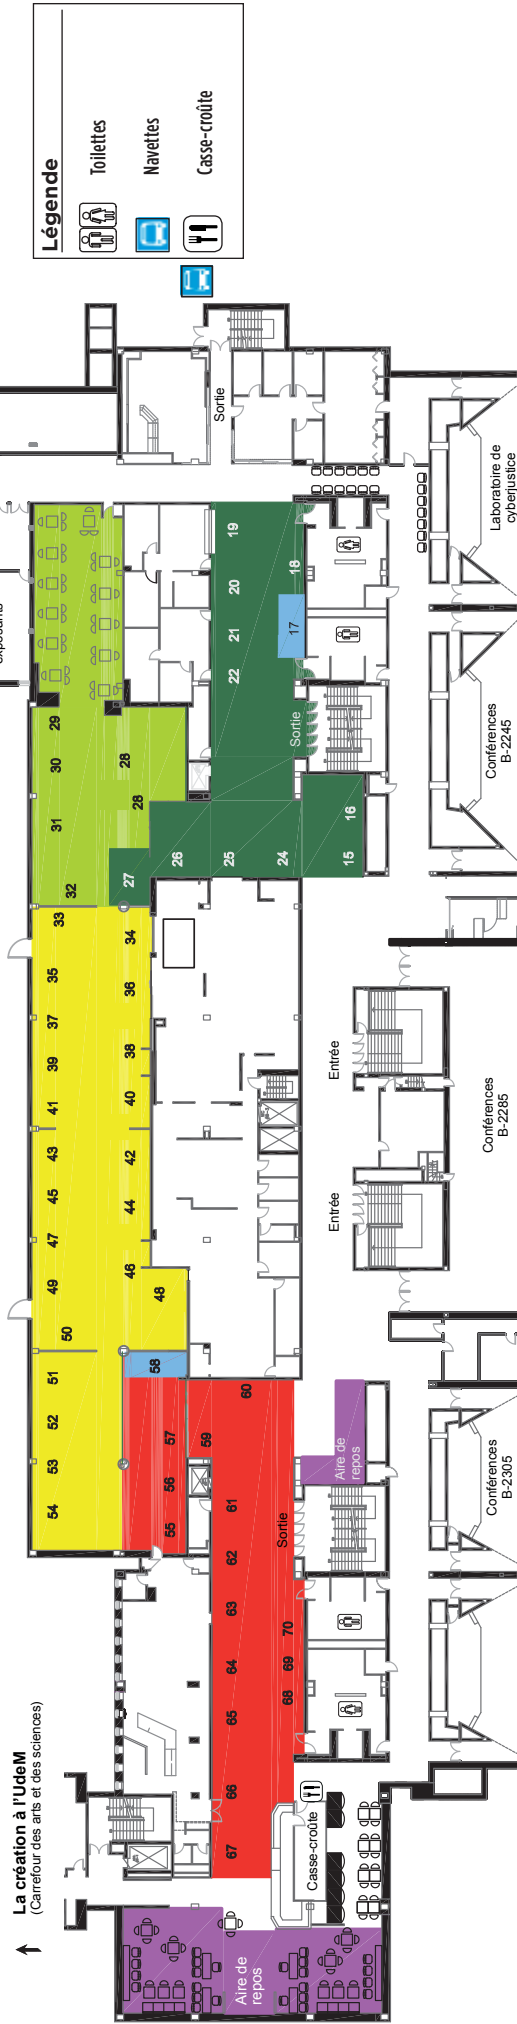 Légende
Toilettes
Navettes
Casse-croûte
La création à l'UdeM
(Carrefour des arts et des sciences)
29
30
31
32
28
28
27
26
25
24
22
21
20
19
18
17
16
15
Sortie
Sortie
33
35
37
39
41
43
45
47
49
50
51
52
53
54
34
36
38
40
42
44
46
48
58
57
56
55
59
60
61
62
63
64
65
66
67
68
69
70
Sortie
Aire de
repos
Casse-croûte
Aire de
repos
Entrée
Entrée
Laboratoire de
cyberjustice
Conférences
B-2245
Conférences
B-2285
Conférences
B-2305